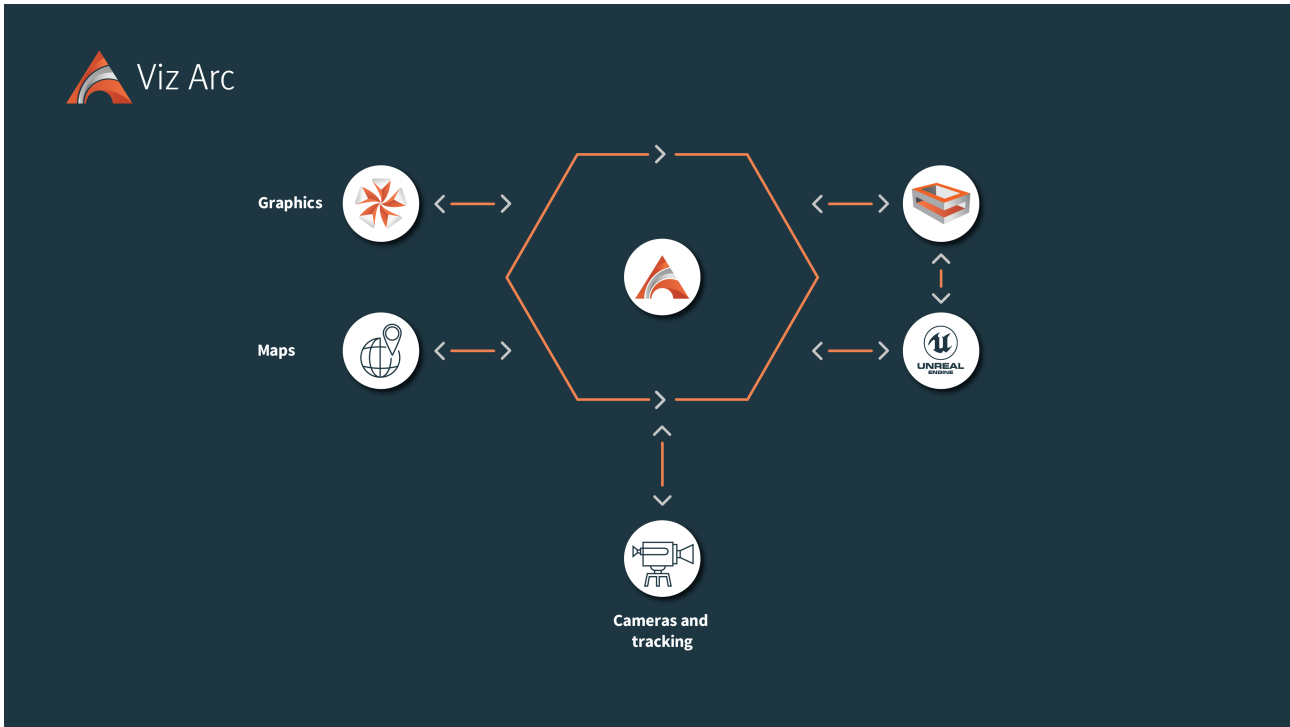 Viz Arc
Graphics
Maps
UNREAL
ENGINE
Cameras and
tracking